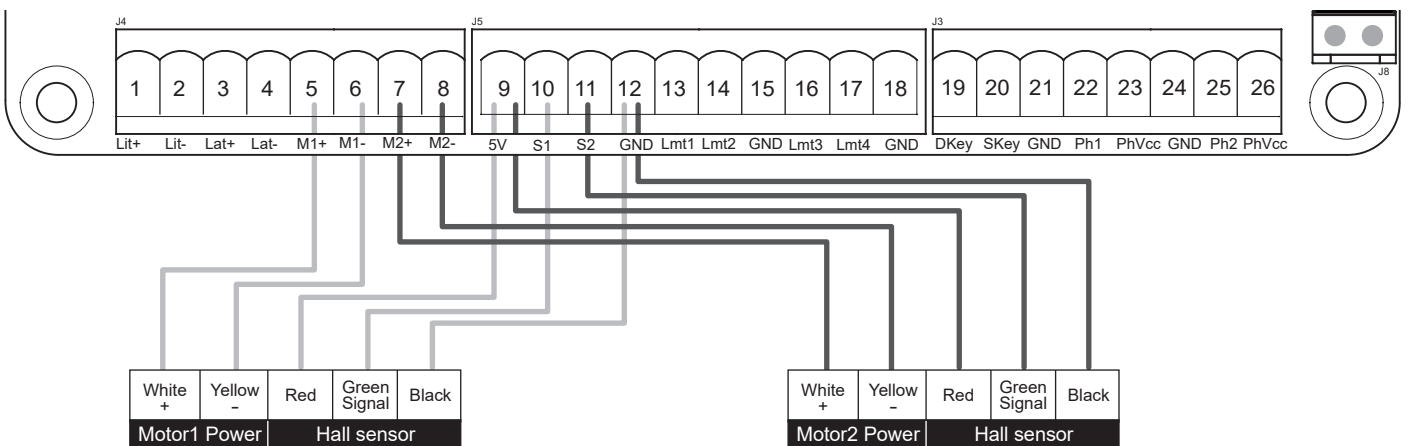 J4 J5 J3
1 2 3 4 5 6 7 8 9 10 11 12 13 14 15 16 17 18 19 20 21 22 23 24 25 26
J8
Lit+ Lit- Lat+ Lat- M1+ M1- M2+ M2- 5V S1 S2 GND Lmt1 Lmt2 GND Lmt3 Lmt4 GND DKey SKey GND Ph1 PhVcc GND Ph2 PhVcc
White Yellow Red Green Black White Yellow Red Green Black
+ - Signal + - Signal
Motor1 Power Hall sensor Motor2 Power Hall sensor